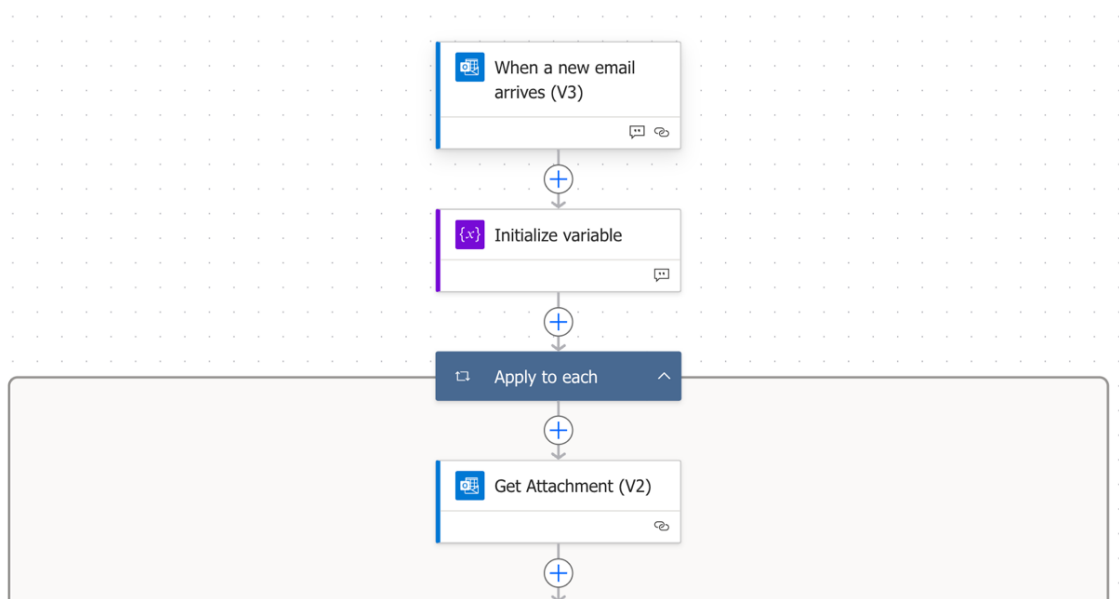 When a new email
arrives (V3)
{x} Initialize variable
Apply to each
Get Attachment (V2)